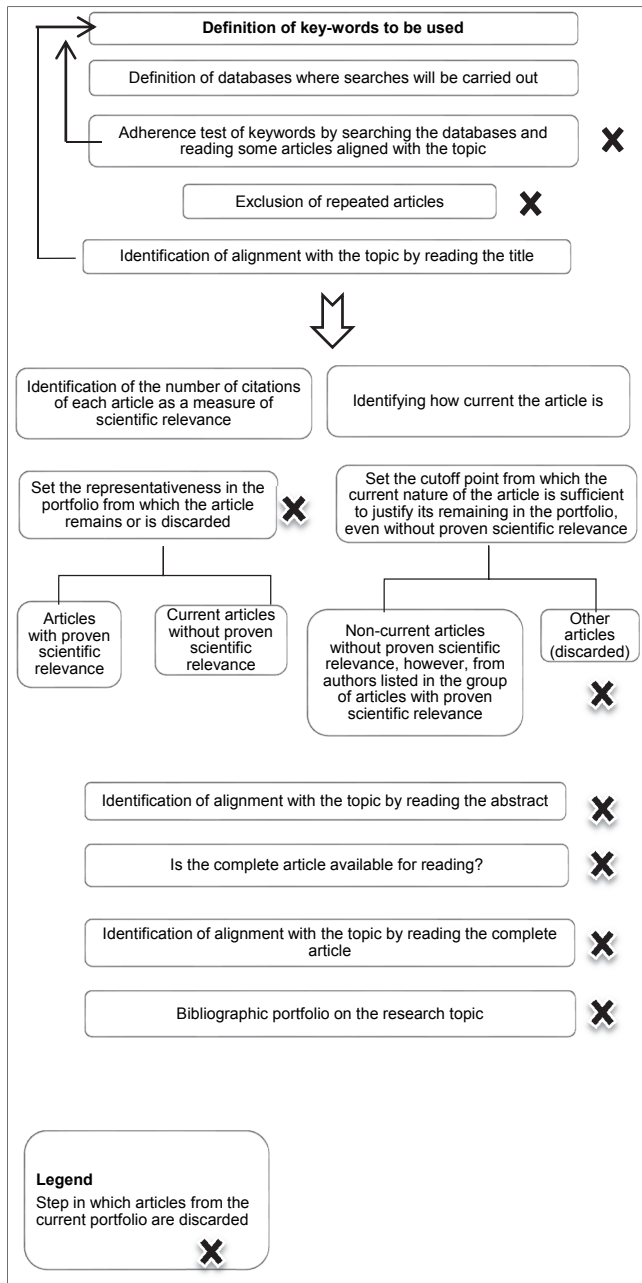 Definition of key-words to be used
Definition of databases where searches will be carried out
Adherence test of keywords by searching the databases and
reading some articles aligned with the topic
Exclusion of repeated articles
Identification of alignment with the topic by reading the title
Identification of the number of citations
of each article as a measure of
scientific relevance
Identifying how current the article is
Set the representativeness in the
portfolio from which the article
remains or is discarded
Set the cutoff point from which the
current nature of the article is sufficient
to justify its remaining in the portfolio,
even without proven scientific relevance
Articles
with proven
scientific
relevance
Current articles
without proven
scientific
relevance
Non-current articles
without proven scientific
relevance, however, from
authors listed in the group
of articles with proven
scientific relevance
Other
articles
(discarded)
Identification of alignment with the topic by reading the abstract
Is the complete article available for reading?
Identification of alignment with the topic by reading the complete
article
Bibliographic portfolio on the research topic
Legend
Step in which articles from the
current portfolio are discarded